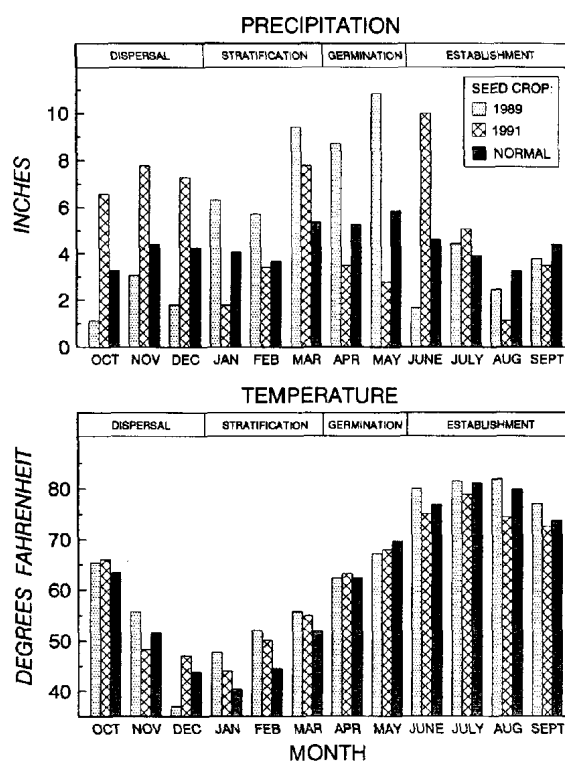 PRECIPITATION
DISPERSAL STRATIFICATION GERMINATION ESTABLISHMENT
SEED CROP:
1989
1991
NORMAL
INCHES
10
8
6
4
2
0
OCT NOV DEC JAN FEB MAR APR MAY JUNE JULY AUG SEPT
TEMPERATURE
DISPERSAL STRATIFICATION GERMINATION ESTABLISHMENT
DEGREES FAHRENHEIT
80
70
60
50
40
OCT NOV DEC JAN FEB MAR APR MAY JUNE JULY AUG SEPT
MONTH